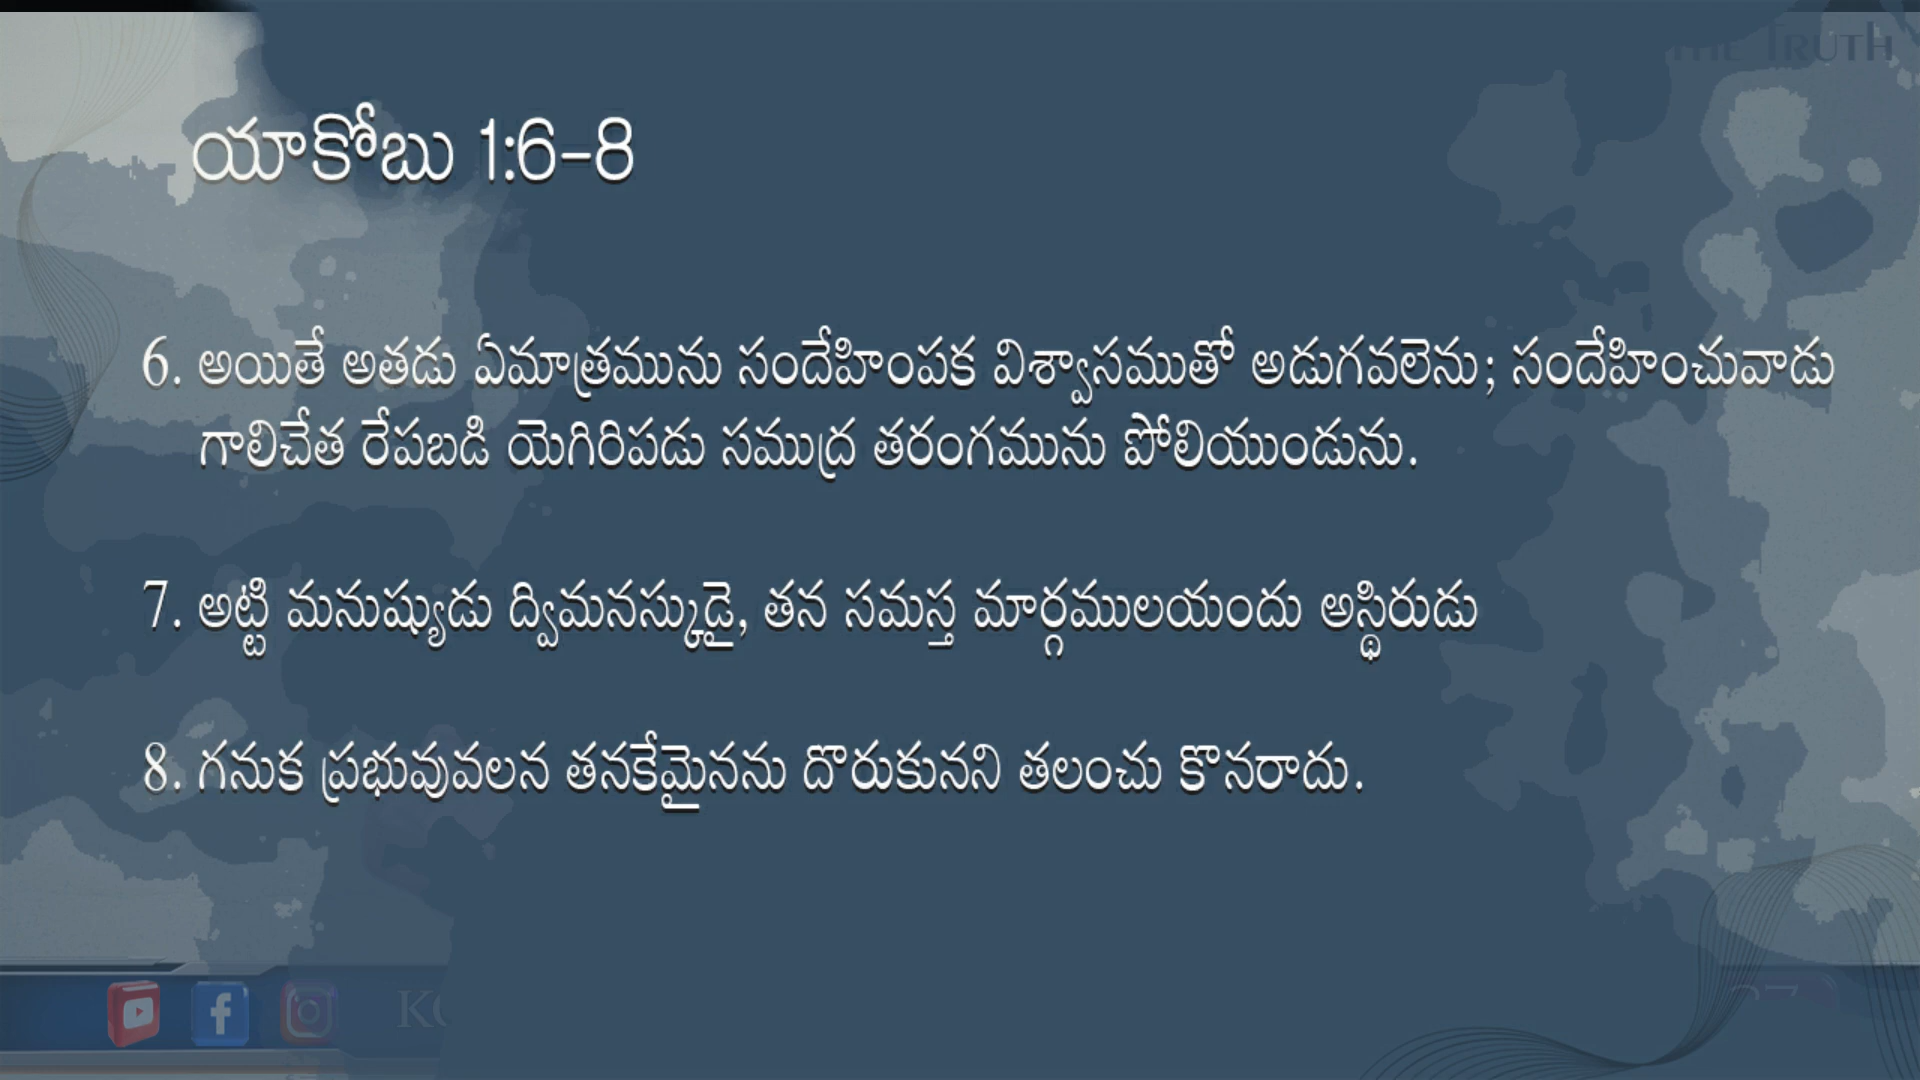 TRUTH
యాకోబు 1:6-8
6. అయితే అతడు ఏమాత్రమును సందేహింపక విశ్వాసముతో అడుగవలెను; సందేహించువాడు
గాలిచేత రేపబడి యెగిరిపడు సముద్ర తరంగమును పోలియుండును.
7. అట్టి మనుష్యుడు ద్విమనస్కుడై, తన సమస్త మార్గములయందు అస్థిరుడు
8. గనుక ప్రభువువలన తనకేమైనను దొరుకునని తలంచు కొనరాదు.